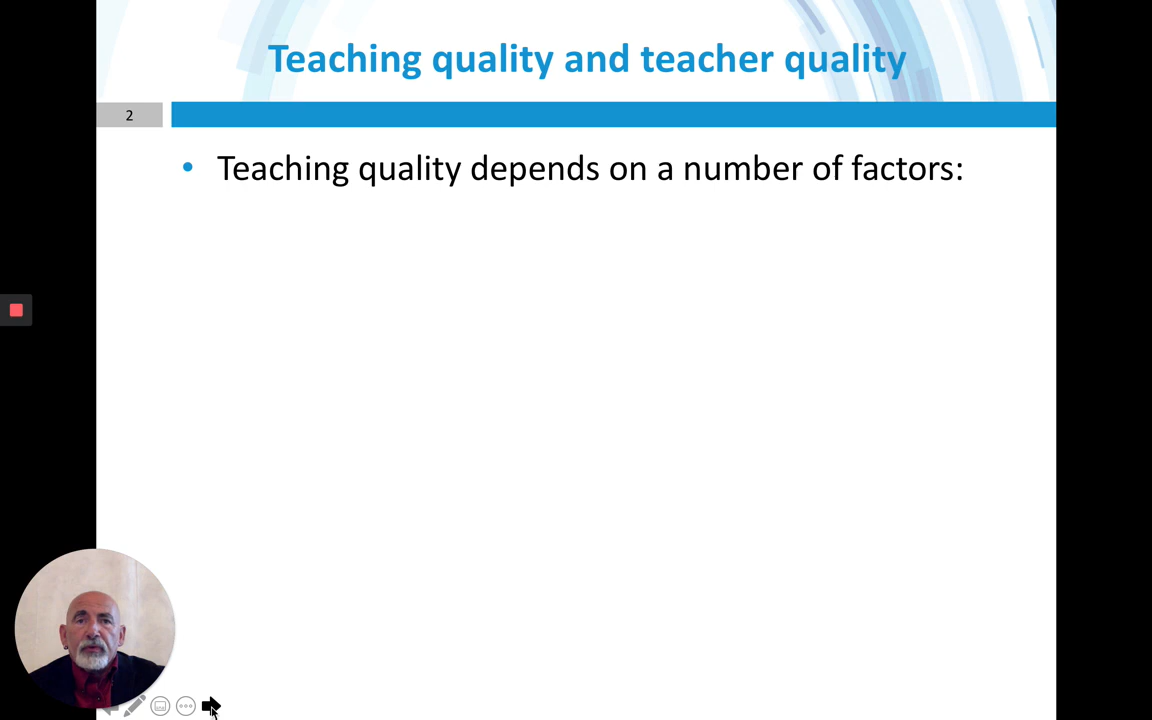 Teaching quality and teacher quality
2
• Teaching quality depends on a number of factors: